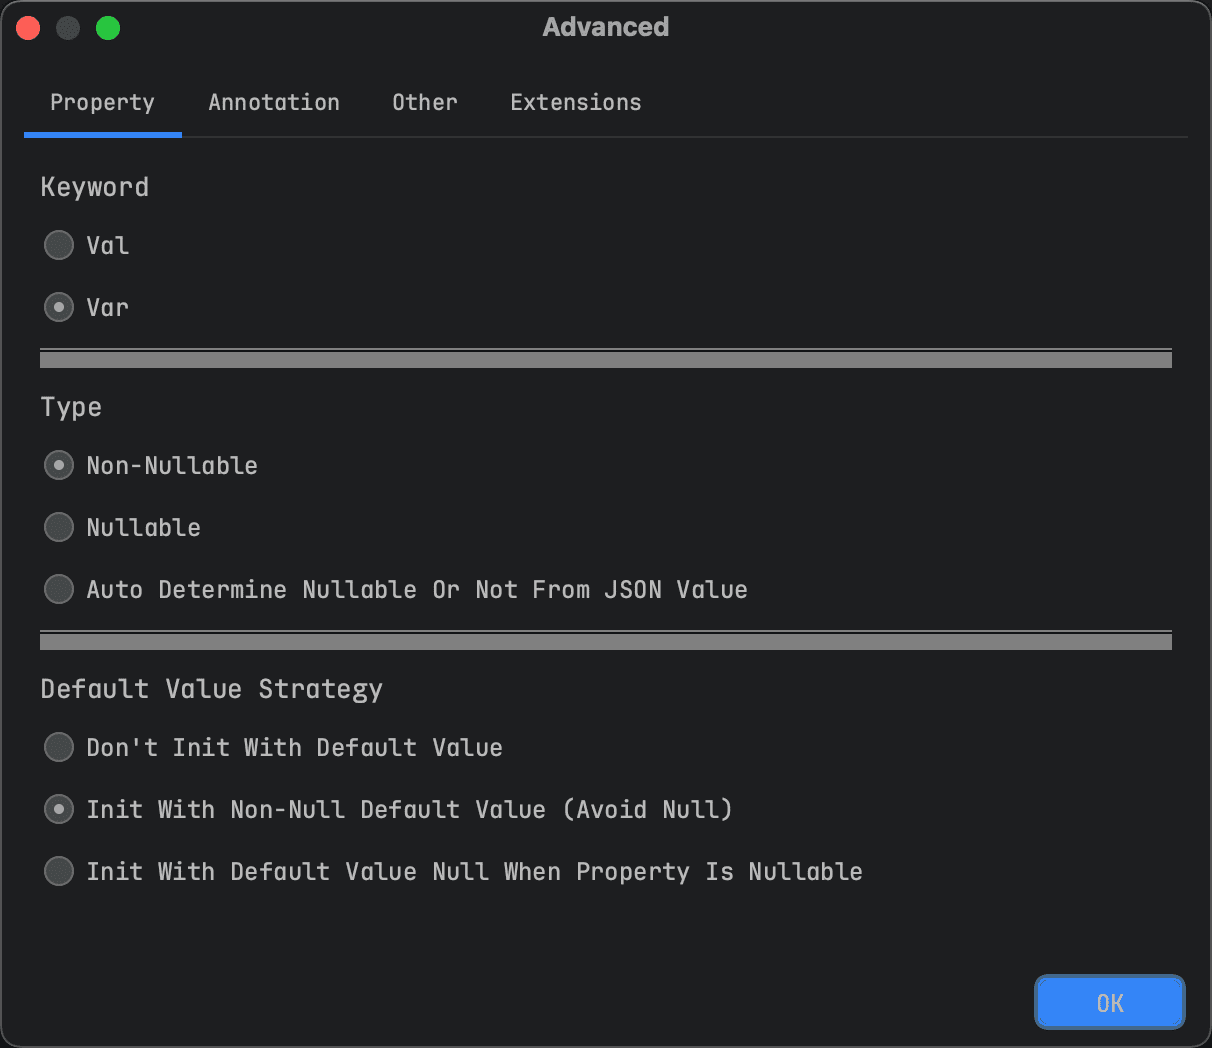 Advanced
Property Annotation Other Extensions
Keyword
Val
Var
Type
Non-Nullable
Nullable
Auto Determine Nullable Or Not From JSON Value
Default Value Strategy
Don't Init With Default Value
Init With Non-Null Default Value (Avoid Null)
Init With Default Value Null When Property Is Nullable
OK